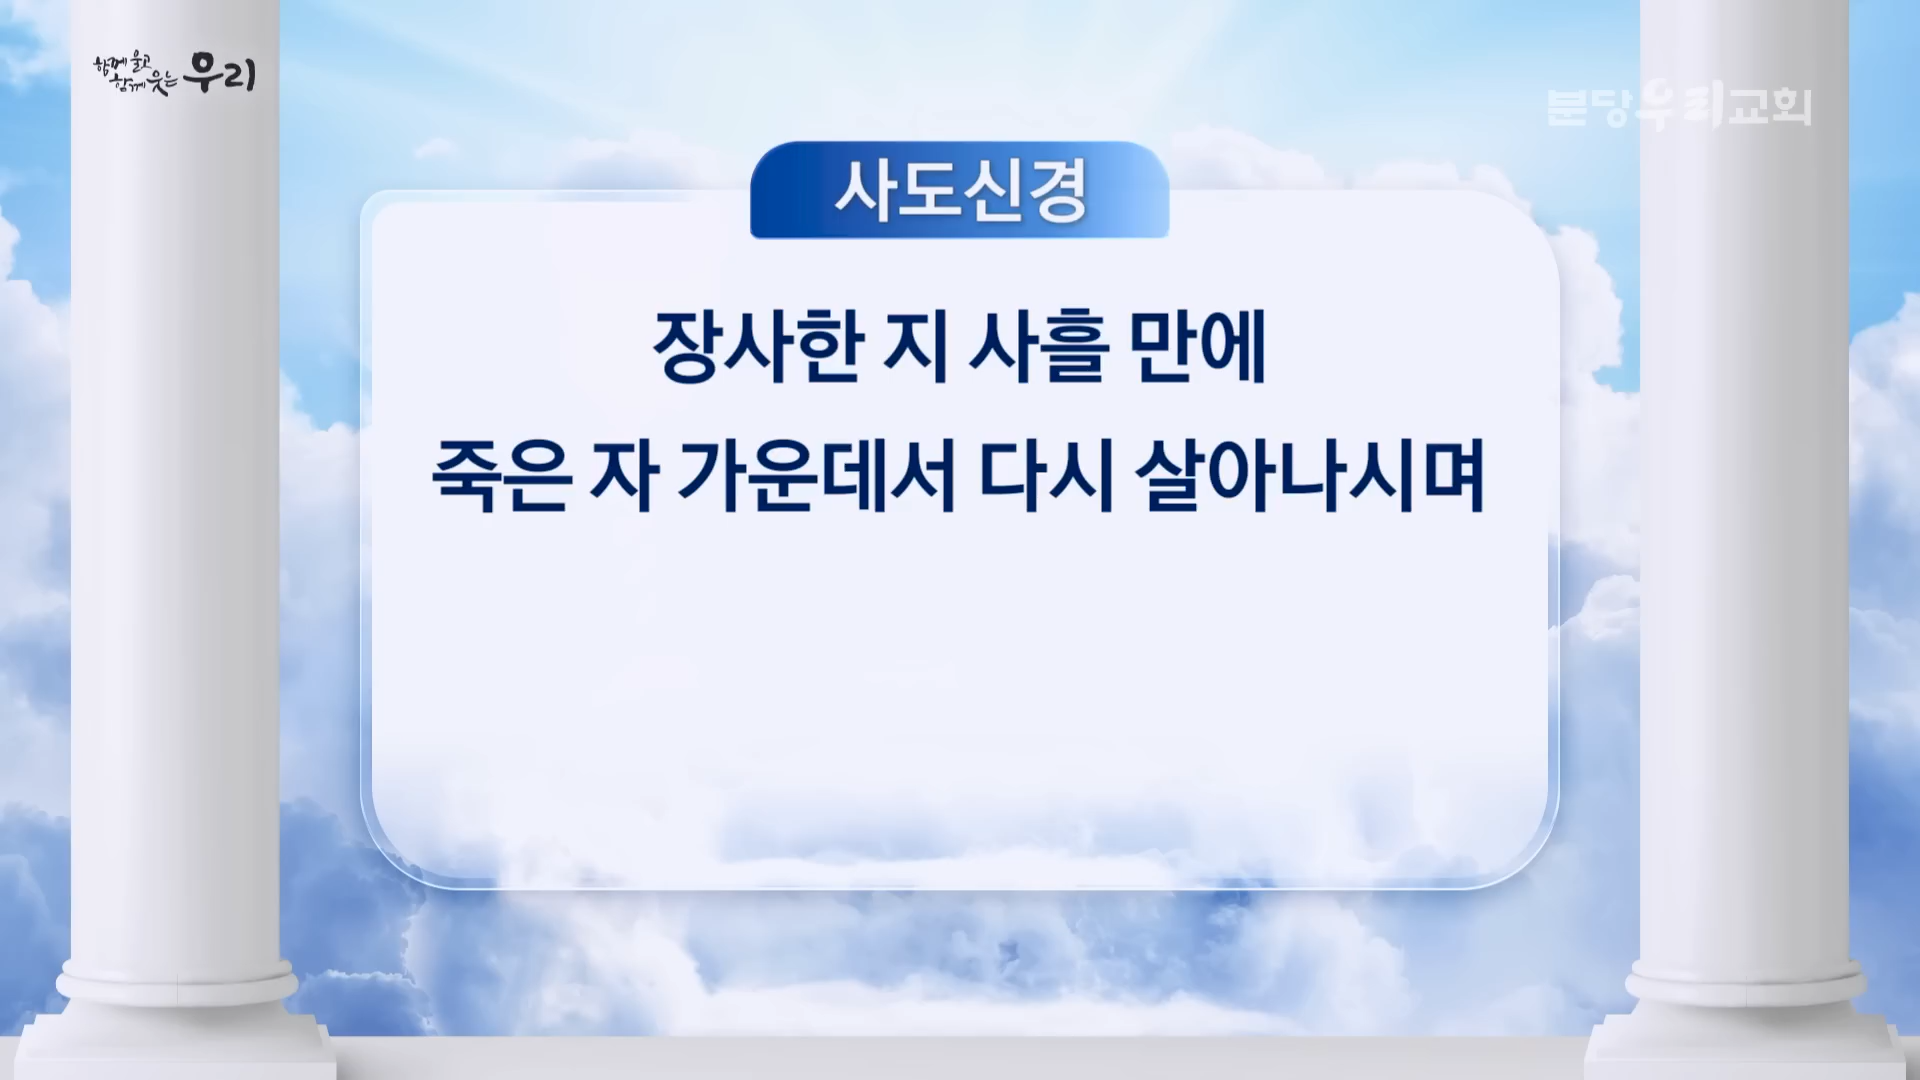 함께 울고
함께 웃는 우리
분당우리교회
사도신경
장사한 지 사흘 만에
죽은 자 가운데서 다시 살아나시며